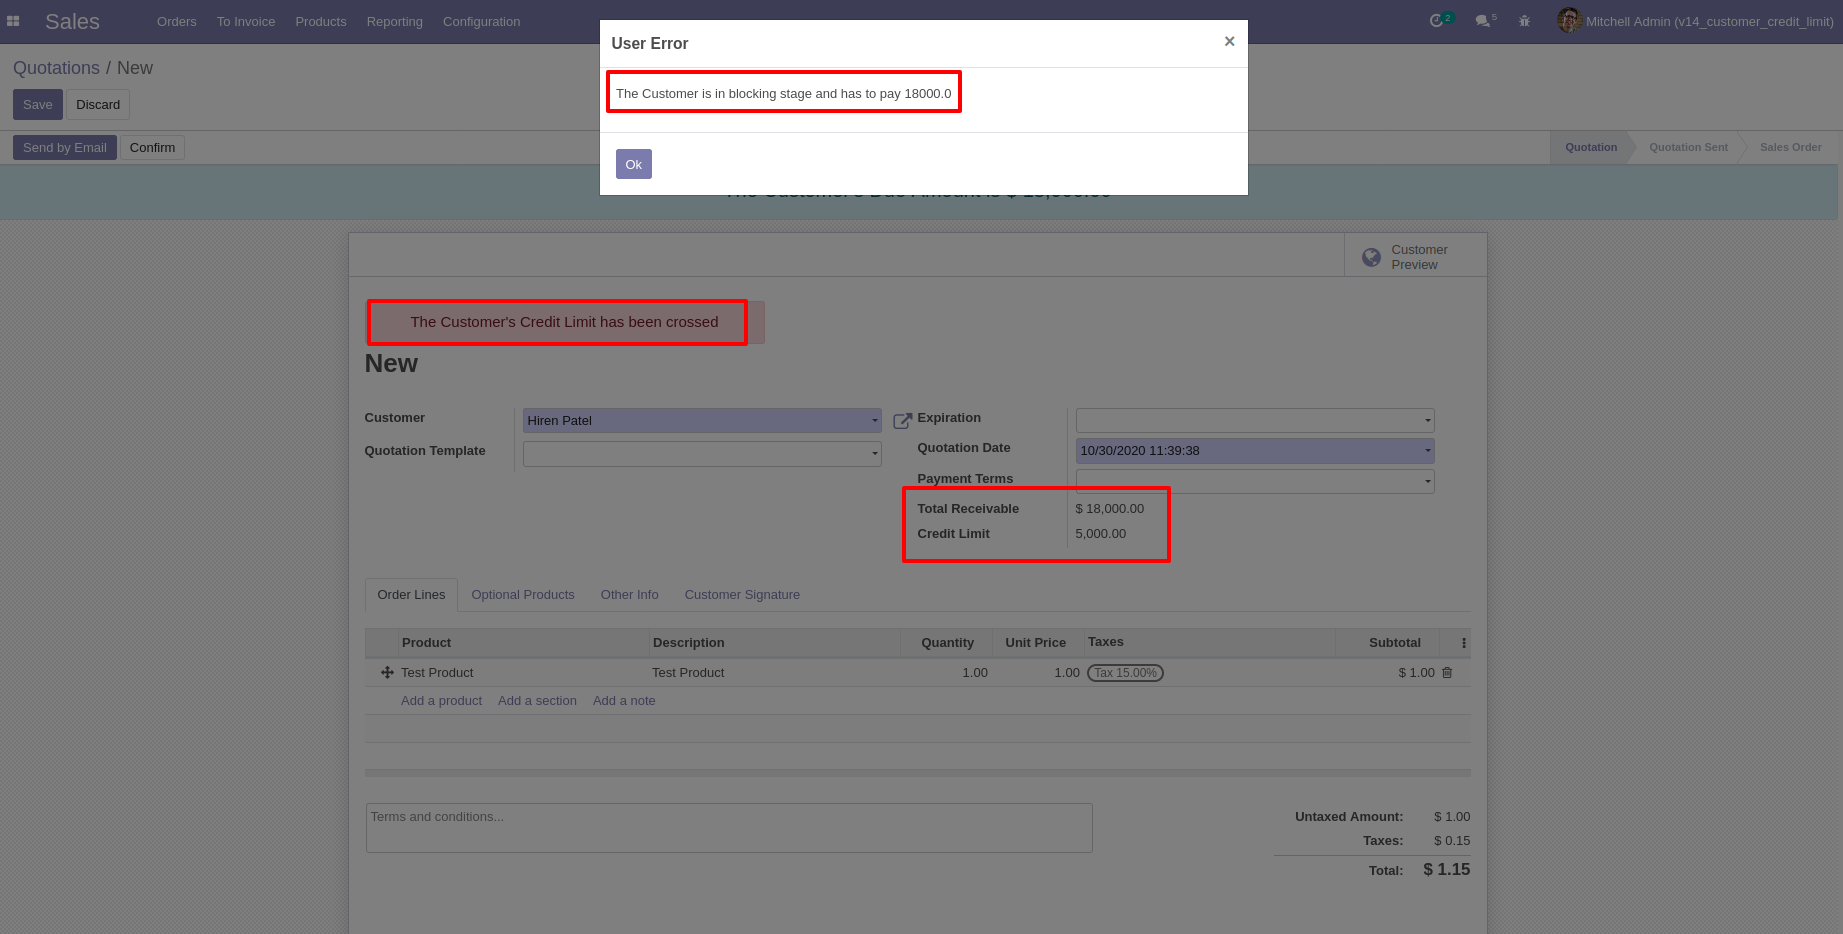 Sales
Orders
To Invoice
Products
Reporting
Configuration
2
5
Mitchell Admin (v14_customer_credit_limit)
Quotations / New
Save
Discard
Send by Email
Confirm
Quotation
Quotation Sent
Sales Order
User Error
×
The Customer is in blocking stage and has to pay 18000.0
Ok
Customer
Preview
The Customer's Credit Limit has been crossed
New
Customer
Hiren Patel
Quotation Template
Expiration
Quotation Date
10/30/2020 11:39:38
Payment Terms
Total Receivable
$ 18,000.00
Credit Limit
5,000.00
Order Lines
Optional Products
Other Info
Customer Signature
Product
Description
Quantity
Unit Price
Taxes
Subtotal
Test Product
Test Product
1.00
1.00
Tax 15.00%
$ 1.00
Add a product
Add a section
Add a note
Terms and conditions...
Untaxed Amount: $ 1.00
Taxes: $ 0.15
Total: $ 1.15